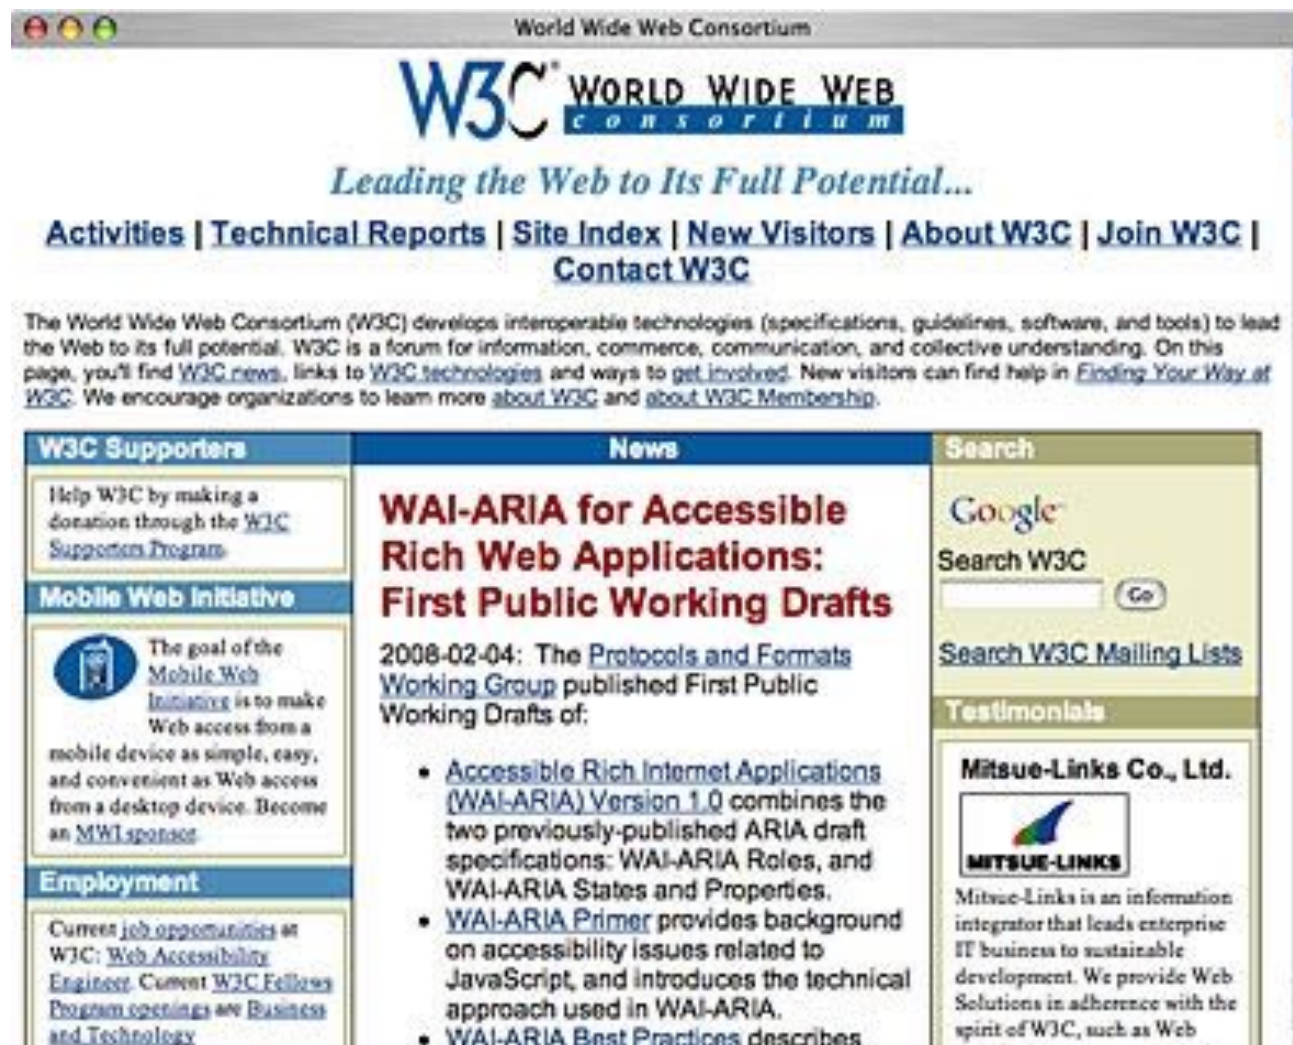 World Wide Web Consortium
W3C® WORLD WIDE WEB
consortium
Leading the Web to Its Full Potential...
Activities | Technical Reports | Site Index | New Visitors | About W3C | Join W3C |
Contact W3C
The World Wide Web Consortium (W3C) develops interoperable technologies (specifications, guidelines, software, and tools) to lead
the Web to its full potential. W3C is a forum for information, commerce, communication, and collective understanding. On this
page, you'll find W3C news, links to W3C technologies and ways to get involved. New visitors can find help in Finding Your Way at
W3C. We encourage organizations to learn more about W3C and about W3C Membership.
W3C Supporters
Help W3C by making a
donation through the W3C
Supporters Program.
Mobile Web Initiative
The goal of the
Mobile Web
Initiative is to make
Web access from a
mobile device as simple, easy,
and convenient as Web access
from a desktop device. Become
an MWI sponsor.
Employment
Current job opportunities at
W3C: Web Accessibility
Engineer. Current W3C Fellows
Program openings are Business
and Technology
News
WAI-ARIA for Accessible
Rich Web Applications:
First Public Working Drafts
2008-02-04: The Protocols and Formats
Working Group published First Public
Working Drafts of:
• Accessible Rich Internet Applications
(WAI-ARIA) Version 1.0 combines the
two previously-published ARIA draft
specifications: WAI-ARIA Roles, and
WAI-ARIA States and Properties.
• WAI-ARIA Primer provides background
on accessibility issues related to
JavaScript, and introduces the technical
approach used in WAI-ARIA.
• WAI-ARIA Best Practices describes
Search
Google
Search W3C
Go
Search W3C Mailing Lists
Testimonials
Mitsue-Links Co., Ltd.
MITSUE-LINKS
Mitsue-Links is an information
integrator that leads enterprise
IT business to sustainable
development. We provide Web
Solutions in adherence with the
spirit of W3C, such as Web